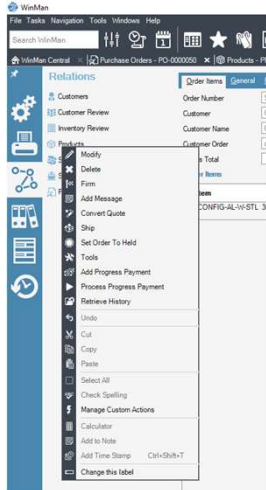 WinMan
File Tasks Navigation Tools Windows Help
Search WinMan
WinMan Central
Purchase Orders - PO-0000050
Products - P
Relations
Customers
Customer Review
Inventory Review
Products
Order Items General
Order Number
Customer
Customer Name
Customer Order
Total
Items
CONFIG-AL-W-STL 3
Modify
Delete
Firm
Add Message
Convert Quote
Ship
Set Order To Held
Tools
Add Progress Payment
Process Progress Payment
Retrieve History
Undo
Cut
Copy
Paste
Select All
Check Spelling
Manage Custom Actions
Calculator
Add to Note
Add Time Stamp Ctrl+Shift+T
Change this label